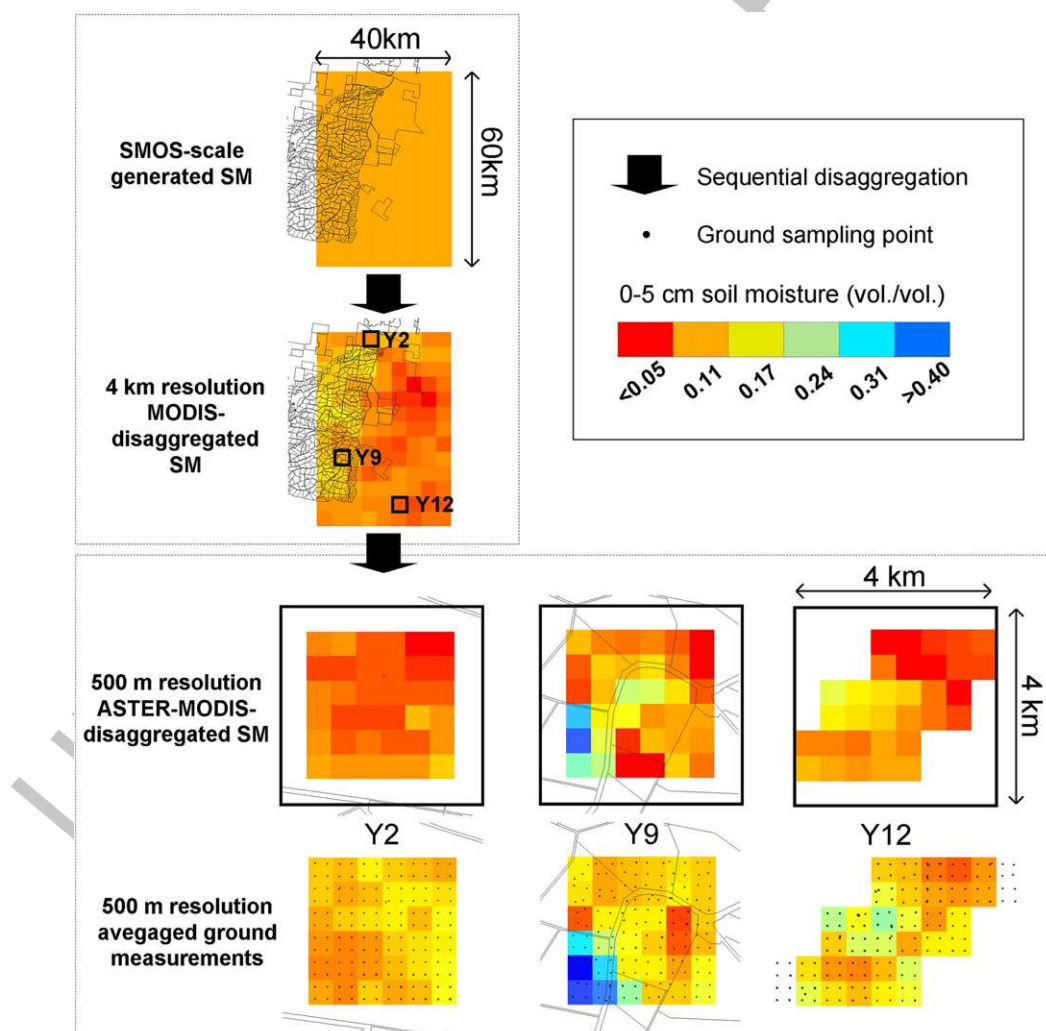 40km
60km
SMOS-scale
generated SM
Sequential disaggregation
Ground sampling point
0-5 cm soil moisture (vol./vol.)
<0.05 0.11 0.17 0.24 0.31 >0.40
4 km resolution
MODIS-
disaggregated
SM
Y2
Y9
Y12
4 km
4 km
500 m resolution
ASTER-MODIS-
disaggregated SM
Y2 Y9 Y12
500 m resolution
avegaged ground
measurements